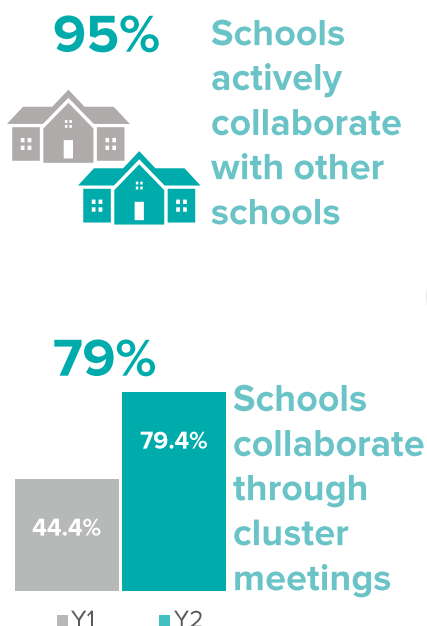 95%
Schools
actively
collaborate
with other
schools
79%
Schools
collaborate
through
cluster
meetings
79.4%
44.4%
Y1
Y2